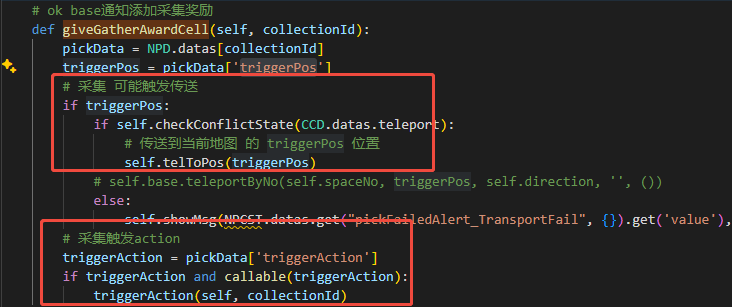 # ok base通知添加采集奖励
def giveGatherAwardCell(self, collectionId):
pickData = NPD.datas[collectionId]
triggerPos = pickData['triggerPos']
# 采集 可能触发传送
if triggerPos:
if self.checkConflictState(CCD.datas.teleport):
# 传送到当前地图 的 triggerPos 位置
self.telToPos(triggerPos)
# self.base.teleportByNo(self.spaceNo, triggerPos, self.direction, '', ())
else:
self.showMsg(NPCST.datas.get("pickFailedAlert_TransportFail", {}).get('value'),
# 采集触发action
triggerAction = pickData['triggerAction']
if triggerAction and callable(triggerAction):
triggerAction(self, collectionId)